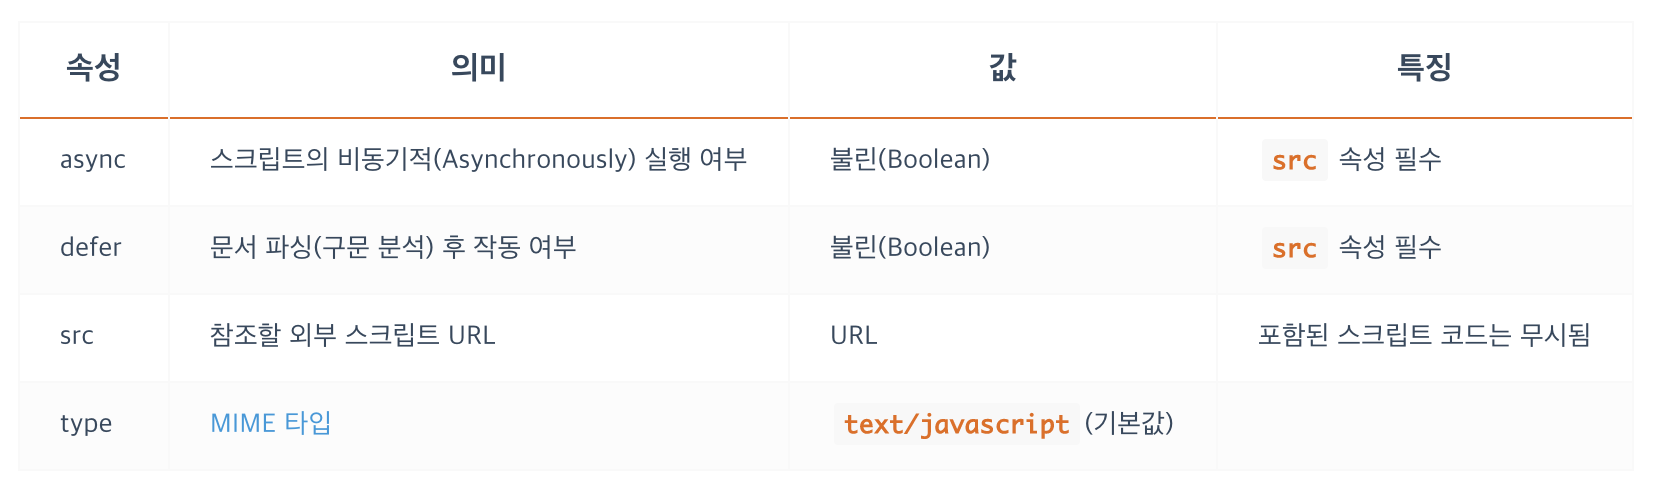 속성 의미 값 특징
async 스크립트의 비동기적(Asynchronously) 실행 여부 불린(Boolean) src 속성 필수
defer 문서 파싱(구문 분석) 후 작동 여부 불린(Boolean) src 속성 필수
src 참조할 외부 스크립트 URL URL 포함된 스크립트 코드는 무시됨
type MIME 타입 text/javascript (기본값)